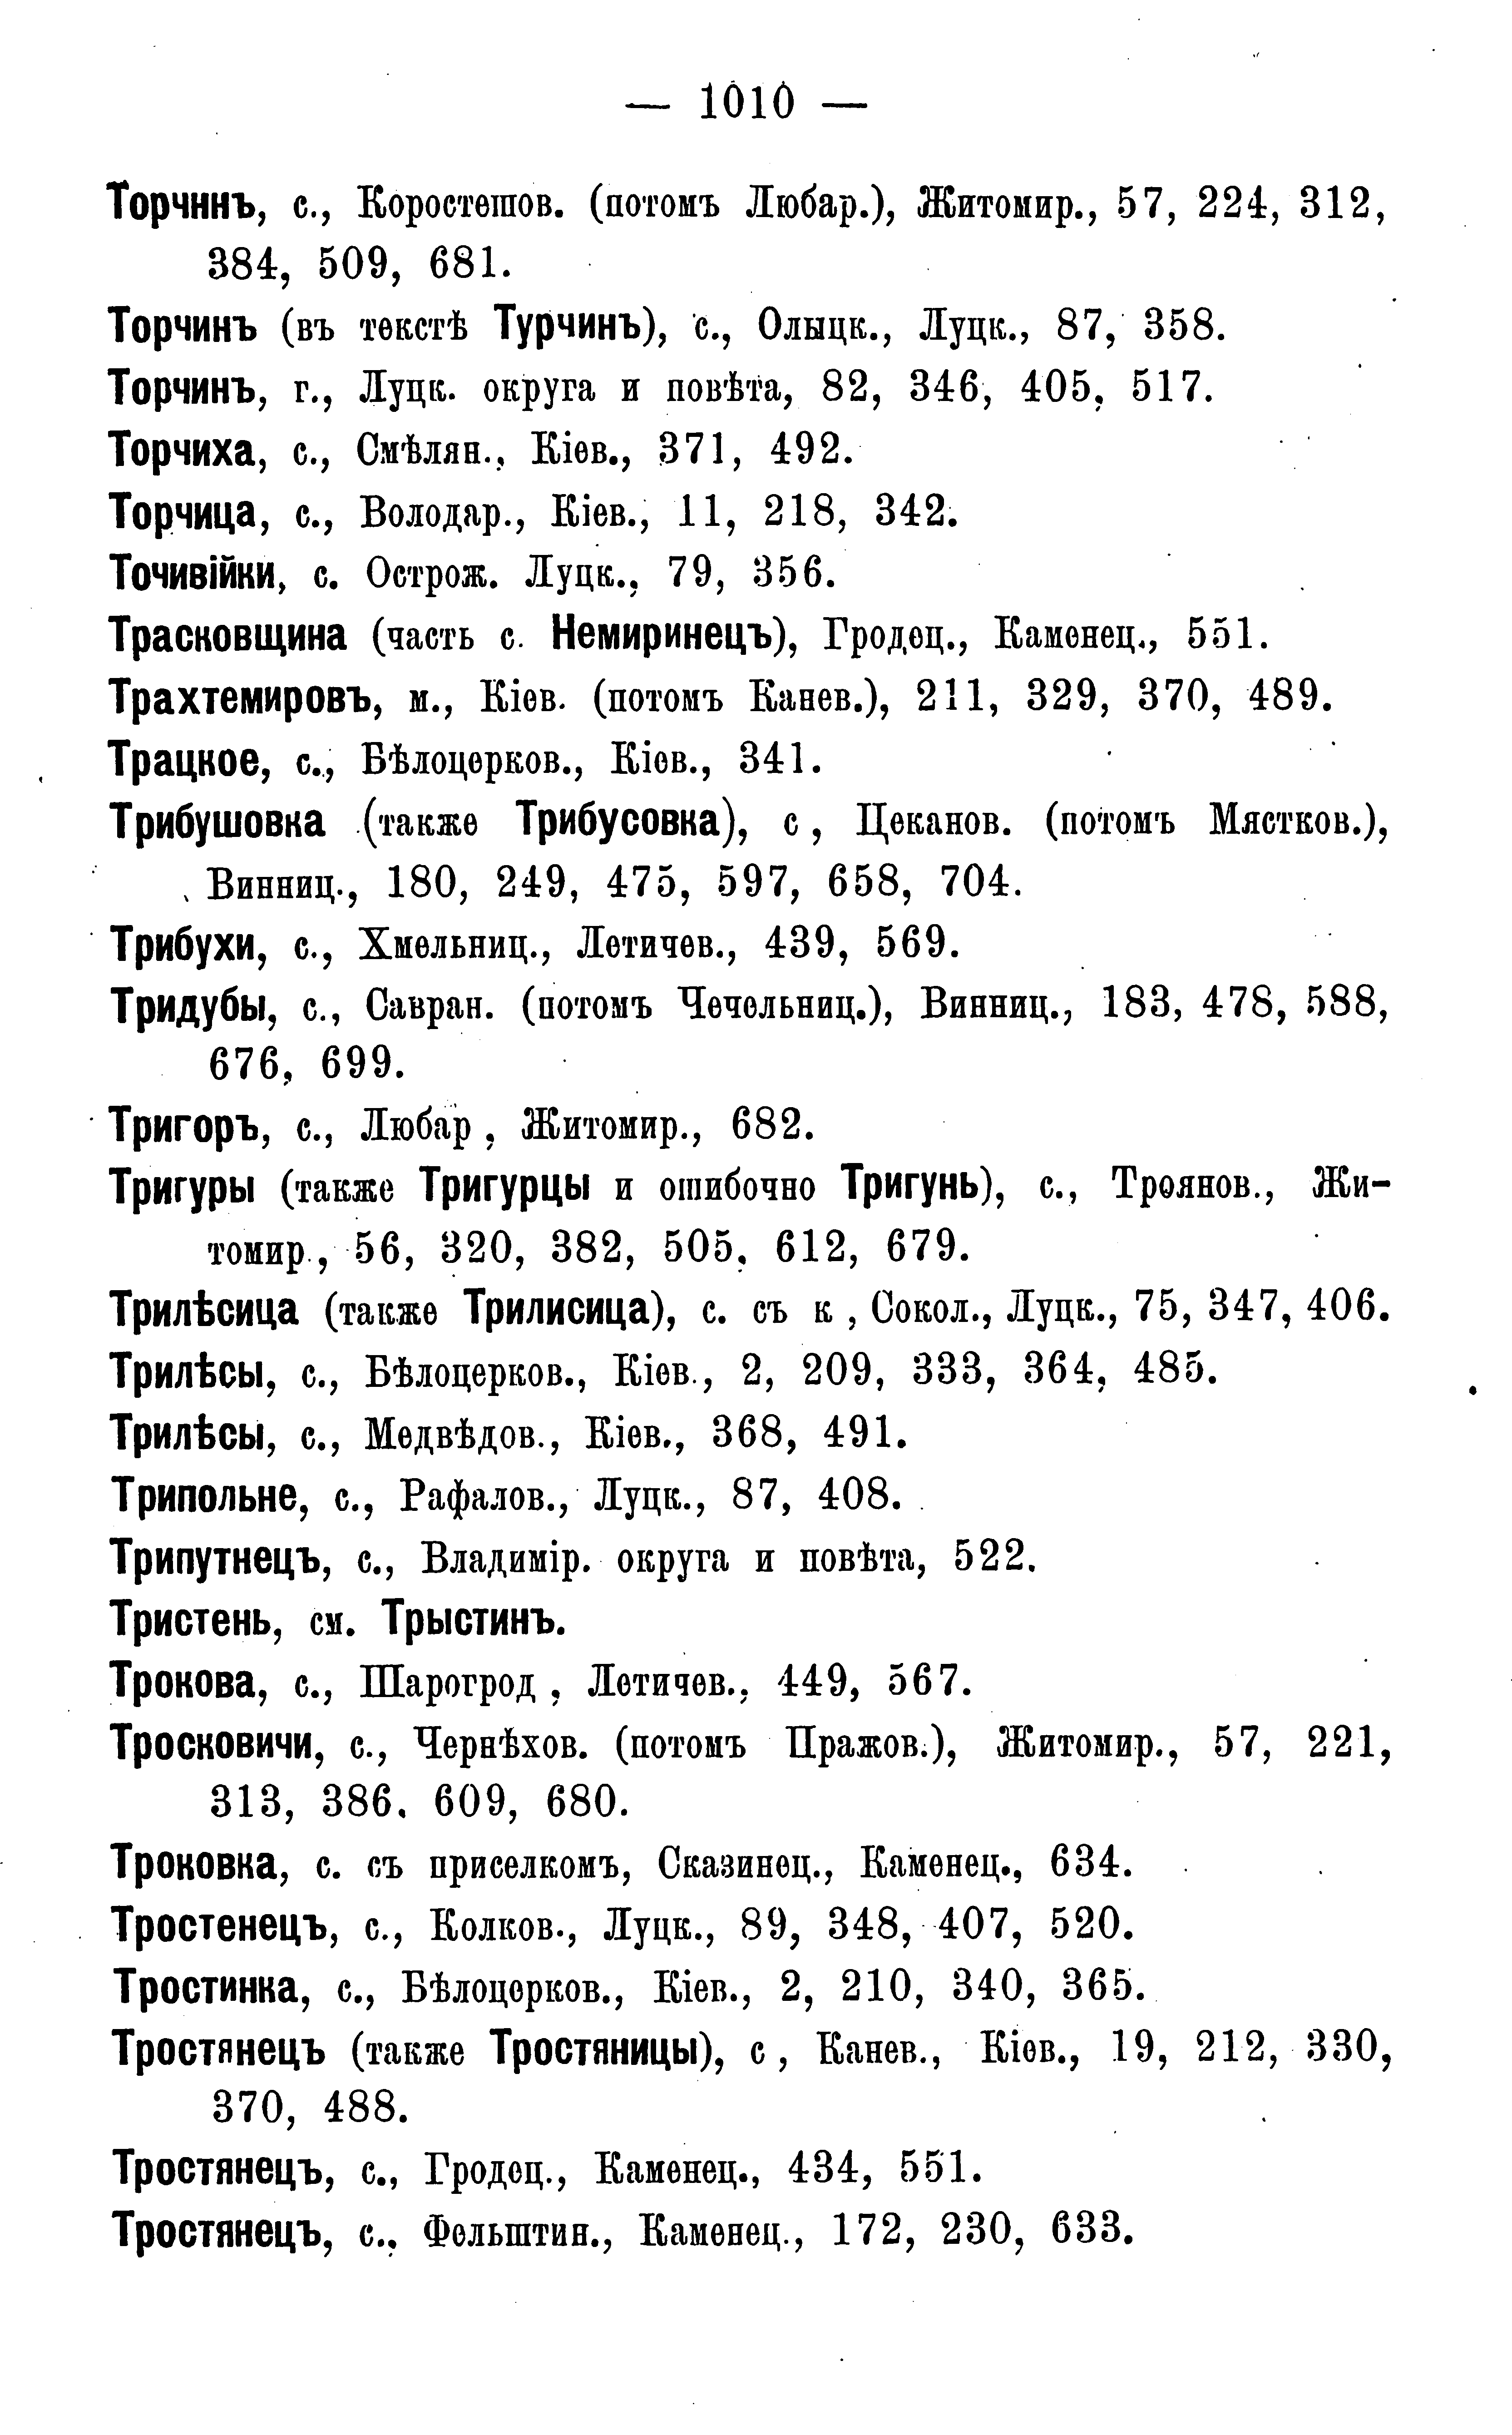 — 1010 —
Торчинъ, с., Коростешов. (потомъ Любар.), Житомир., 57, 224, 312,
384, 509, 681.
Торчинъ (въ текстѣ Турчинъ), с., Олыцк., Луцк., 87, 358.
Торчинъ, г., Луцк. округа и повѣта, 82, 346, 405, 517.
Торчиха, с., Смѣлян., Кіев., 371, 492.
Торчица, с., Володар., Кіев., 11, 218, 342.
Точивійки, с. Острож. Луцк., 79, 356.
Трасковщина (часть с. Немиринецъ), Гродец., Каменец., 551.
Трахтемировъ, м., Кіев. (потомъ Канев.), 211, 329, 370, 489.
Трацкое, с., Бѣлоцерков., Кіев., 341.
Трибушовка (также Трибусовка), с , Цеканов. (потомъ Мястков.),
Винниц., 180, 249, 475, 597, 658, 704.
Трибухи, с., Хмельниц., Летичев., 439, 569.
Тридубы, с., Савран. (потомъ Чечельниц.), Винниц., 183, 478, 588,
676, 699.
Тригоръ, с., Любар , Житомир., 682.
Тригуры (также Тригурцы и ошибочно Тригунь), с., Троянов., Жи-
томир., 56, 320, 382, 505, 612, 679.
Трилѣсица (также Трилисица), с. съ к , Сокол., Луцк., 75, 347, 406.
Трилѣсы, с., Бѣлоцерков., Кіев., 2, 209, 333, 364, 485.
Трилѣсы, с., Медвѣдов., Кіев., 368, 491.
Трипольне, с., Рафалов., Луцк., 87, 408.
Трипутнецъ, с., Владимір. округа и повѣта, 522.
Тристень, см. Трыстинъ.
Трокова, с., Шарогрод , Летичев., 449, 567.
Тросковичи, с., Чернѣхов. (потомъ Пражов.), Житомир., 57, 221,
313, 386. 609, 680.
Троковка, с. съ приселкомъ, Сказинец., Каменец., 634.
Тростенецъ, с., Колков., Луцк., 89, 348, 407, 520.
Тростинка, с., Бѣлоцерков., Кіев., 2, 210, 340, 365.
Тростянецъ (также Тростяницы), с , Канев., Кіев., 19, 212, 330,
370, 488.
Тростянецъ, с., Гродец., Каменец., 434, 551.
Тростянецъ, с., Фельштин., Каменец., 172, 230, 633.